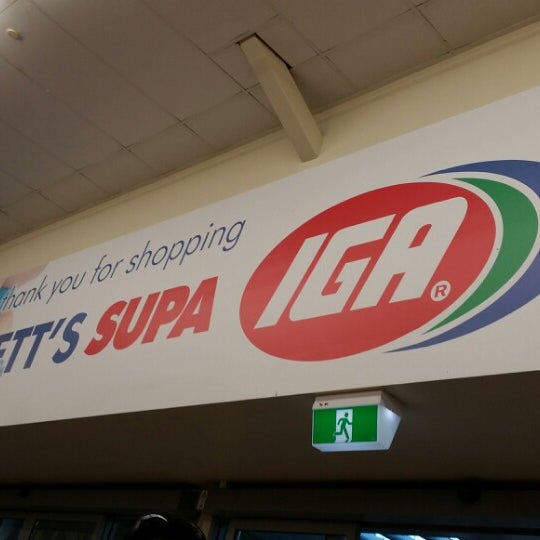 thank you for shopping
ETT'S SUPA
IGA®